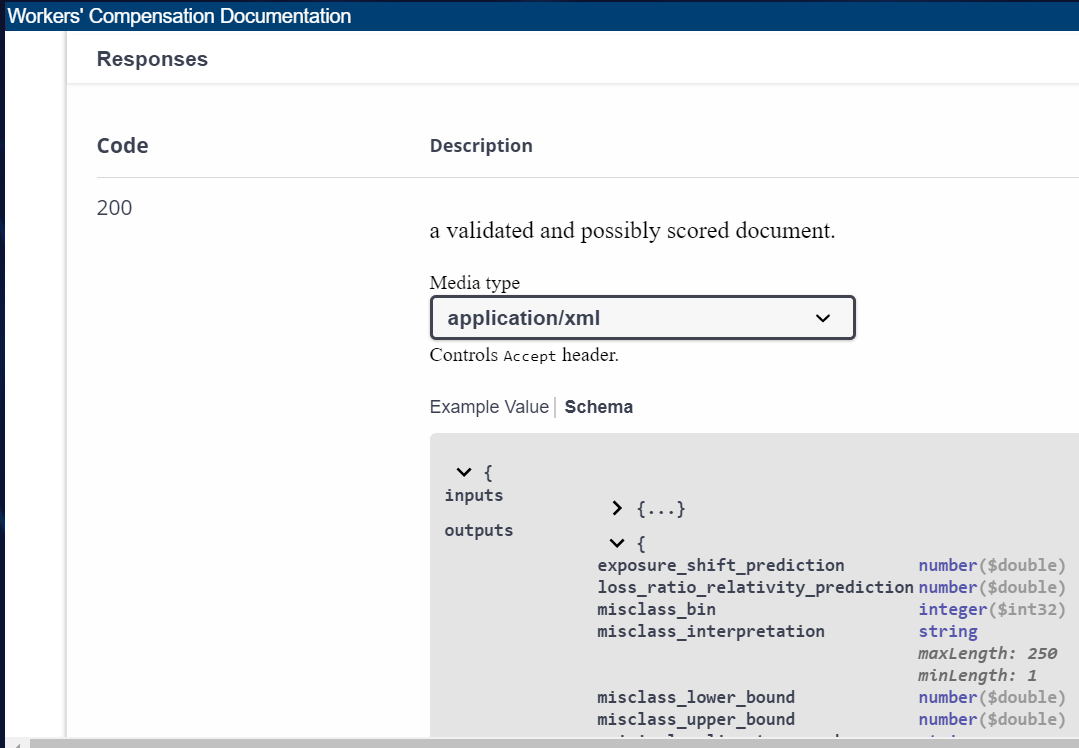 Workers' Compensation Documentation
Responses
Code Description
200
a validated and possibly scored document.
Media type
application/xml
Controls Accept header.
Example Value Schema
{
inputs
{...}
outputs
{
exposure_shift_prediction number($double)
loss_ratio_relativity_prediction number($double)
misclass_bin integer($int32)
misclass_interpretation string
maxLength: 250
minLength: 1
misclass_lower_bound number($double)
misclass_upper_bound number($double)